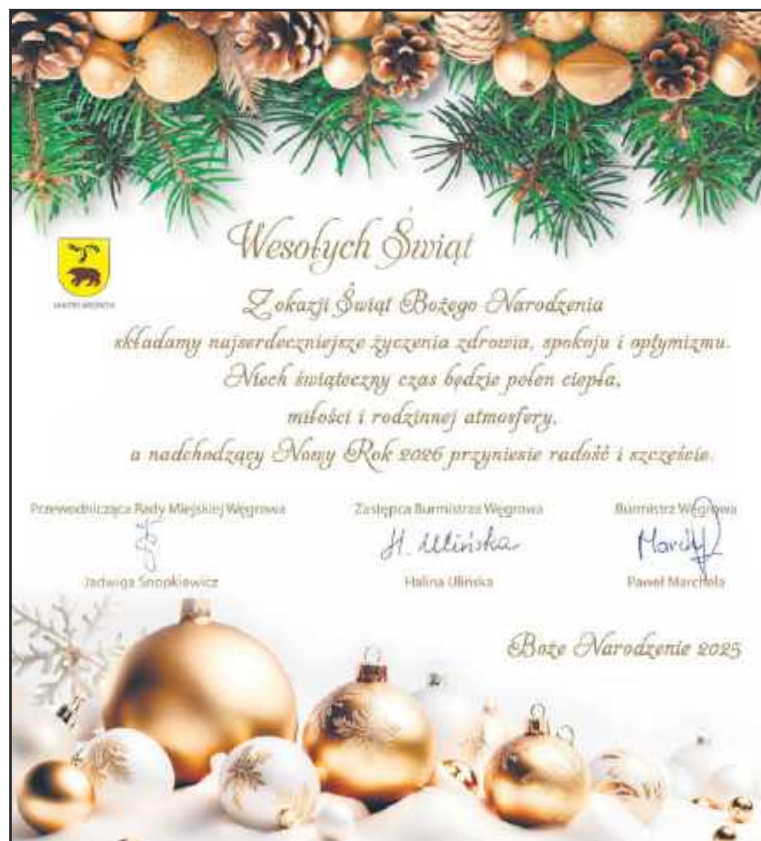 Wesołych Świąt
MIASTO WĘGRÓW
Z okazji Świąt Bożego Narodzenia
składamy najserdeczniejsze życzenia zdrowia, spokoju i optymizmu.
Niech świąteczny czas będzie pełen ciepła,
miłości i rodzinnej atmosfery,
a nadchodzący Nowy Rok 2026 przyniesie radość i szczęście.
Przewodnicząca Rady Miejskiej Węgrowa
Zastępca Burmistrza Węgrowa
Burmistrz Węgrowa
H. Ulińska
Jadwiga Snopkiewicz
Halina Ulińska
Paweł Marchela
Boże Narodzenie 2025